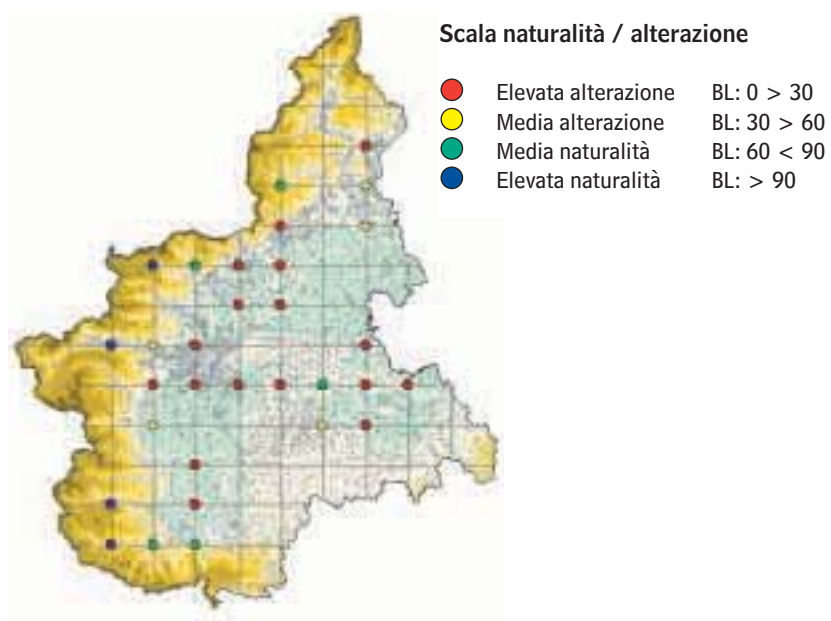 Scala naturalità / alterazione
Elevata alterazione BL: 0 > 30
Media alterazione BL: 30 > 60
Media naturalità BL: 60 < 90
Elevata naturalità BL: > 90